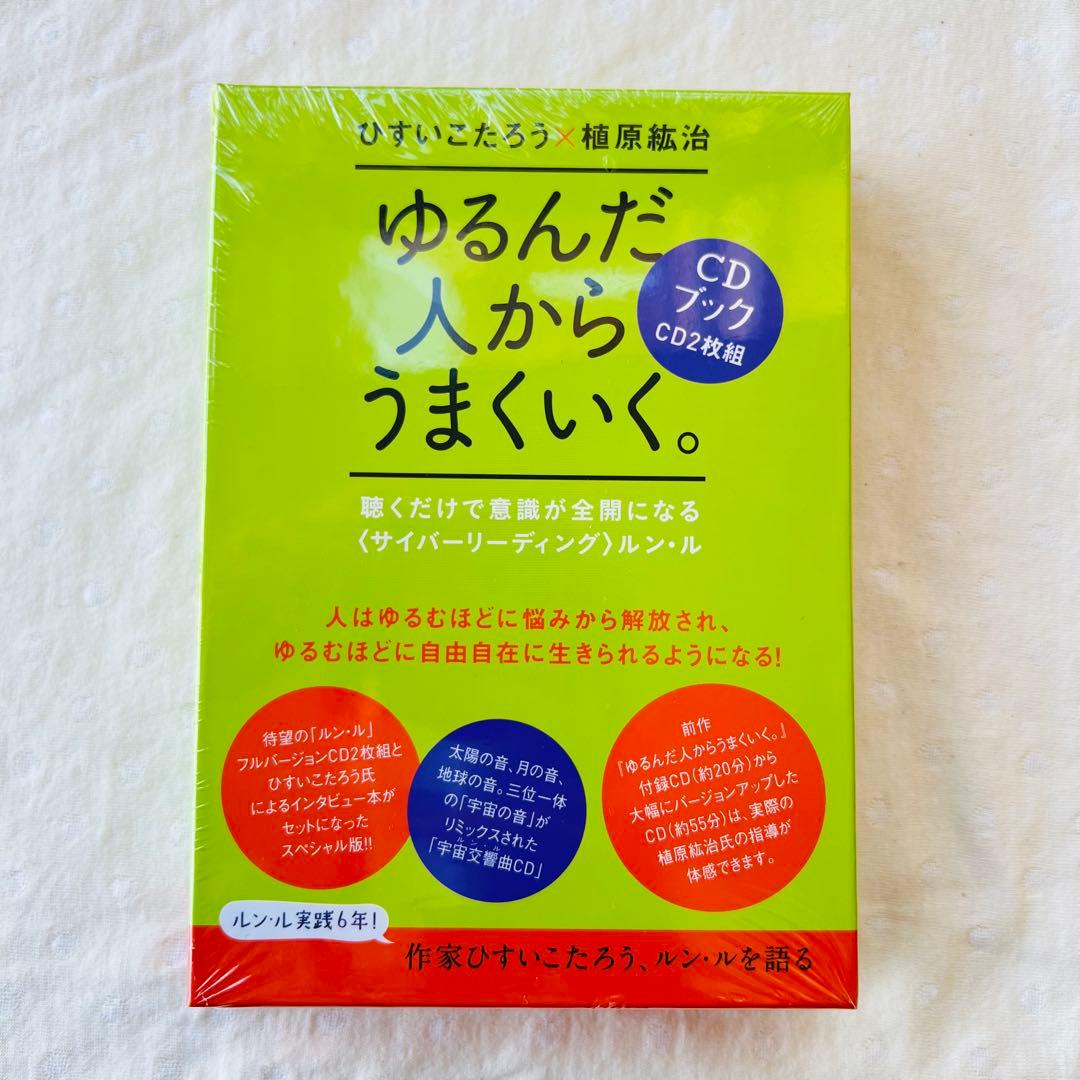 ひすいこたろう×植原紘治
ゆるんだ
人から
うまくいく。
CD
ブック
CD2枚組
聴くだけで意識が全開になる
〈サイバーリーディング〉ルン・ル
人はゆるむほどに悩みから解放され、
ゆるむほどに自由自在に生きられるようになる!
待望の「ルン・ル」
フルバージョンCD2枚組と
ひすいこたろう氏
によるインタビュー本が
セットになった
スペシャル版!!
太陽の音、月の音、
地球の音。三位一体
の「宇宙の音」が
リミックスされた
ルン・ル
「宇宙交響曲CD」
前作
『ゆるんだ人からうまくいく。』
付録CD(約20分)から
大幅にバージョンアップした
CD(約55分)は、実際の
植原紘治氏の指導が
体感できます。
ルン・ル実践6年!
作家ひすいこたろう、ルン・ルを語る